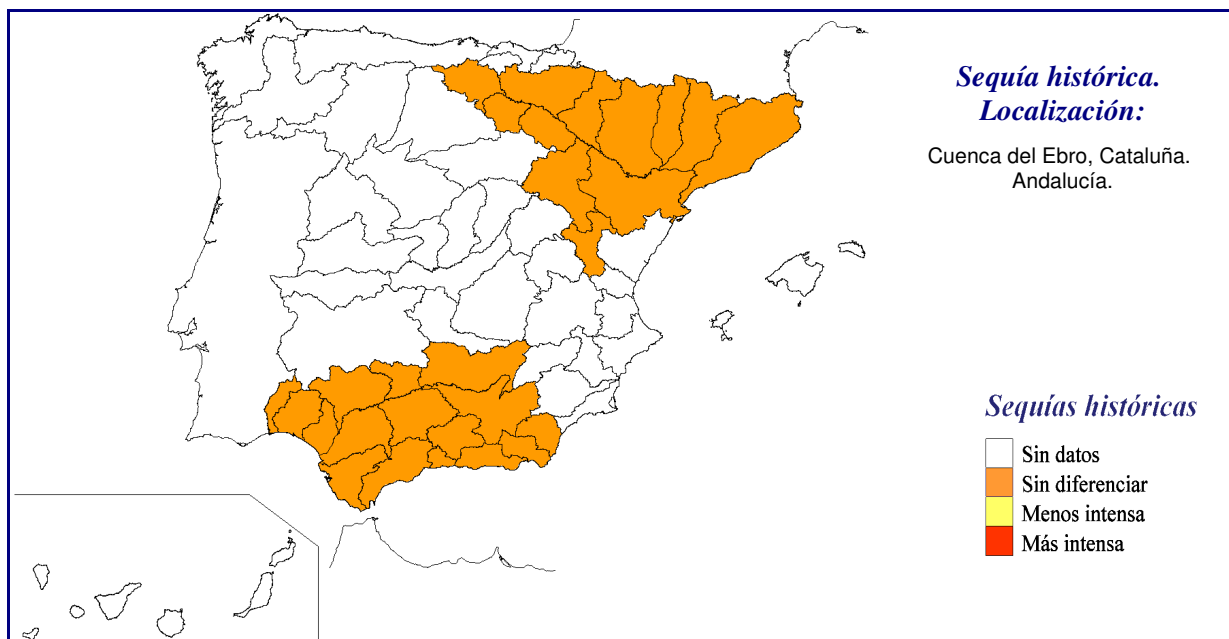 Sequía histórica.
Localización:
Cuenca del Ebro, Cataluña.
Andalucía.
Sequías históricas
Sin datos
Sin diferenciar
Menos intensa
Más intensa